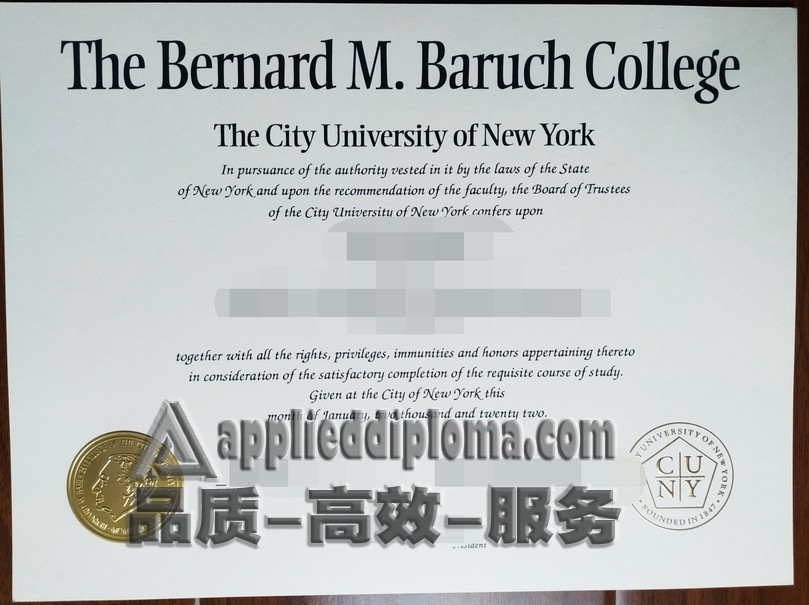 The Bernard M. Baruch College
The City University of New York
In pursuance of the authority vested in it by the laws of the State
of New York and upon the recommendation of the faculty, the Board of Trustees
of the City University of New York confers upon
together with all the rights, privileges, immunities and honors appertaining thereto
in consideration of the satisfactory completion of the requisite course of study.
Given at the City of New York this
month of January, two thousand and twenty two.
applieddiploma.com
品质–高效–服务
UNIVERSITY OF NEW YORK
CU
NY
FOUNDED IN 1847